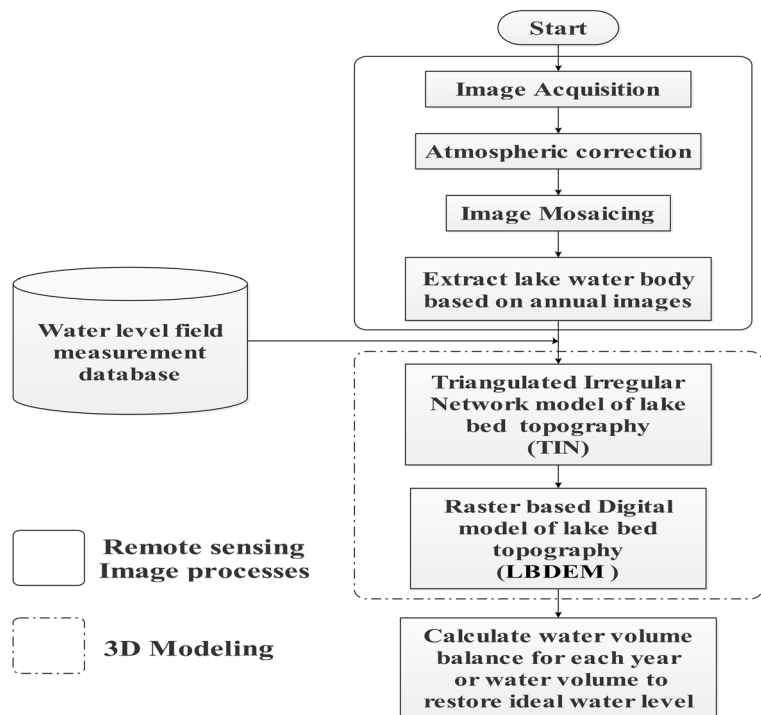 Start
Image Acquisition
Atmospheric correction
Image Mosaicing
Extract lake water body
based on annual images
Water level field
measurement
database
Triangulated Irregular
Network model of lake
bed topography
(TIN)
Raster based Digital
model of lake bed
topography
(LBDEM )
Calculate water volume
balance for each year
or water volume to
restore ideal water level
Remote sensing
Image processes
3D Modeling